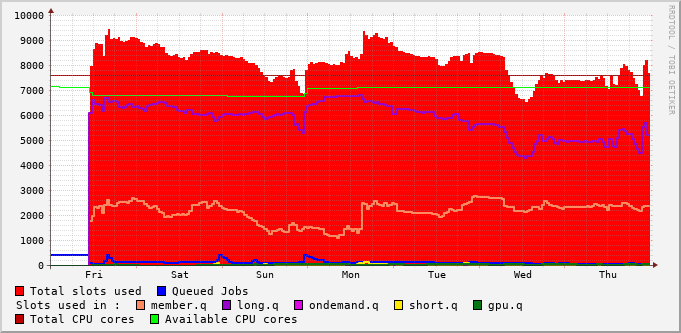 RRDTOOL / TOBI OETIKER
10000
9000
8000
7000
6000
5000
4000
3000
2000
1000
0
Fri Sat Sun Mon Tue Wed Thu
Total slots used Queued Jobs
Slots used in : member.q long.q ondemand.q short.q gpu.q
Total CPU cores Available CPU cores